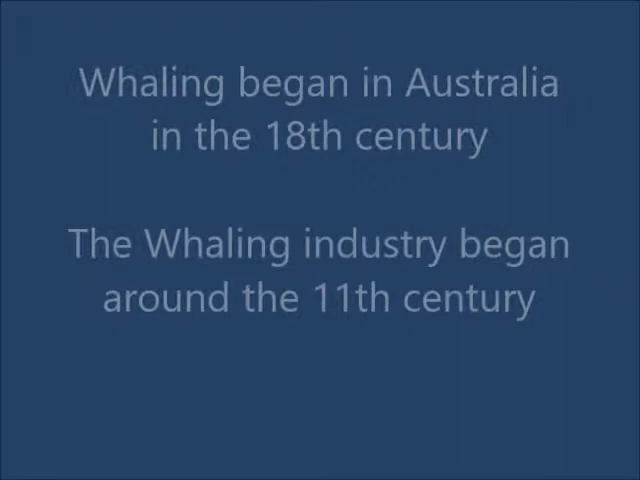 Whaling began in Australia
in the 18th century
The Whaling industry began
around the 11th century